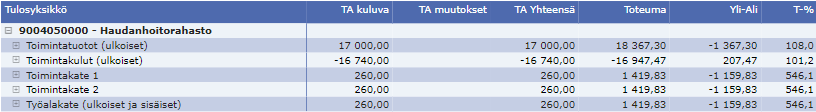 Tulosyksikkö TA kuluva TA muutokset TA Yhteensä Toteuma Yli-Ali T-%
9004050000 - Haudanhoitorahasto
Toimintatuotot (ulkoiset) 17 000,00 17 000,00 18 367,30 -1 367,30 108,0
Toimintakulut (ulkoiset) -16 740,00 -16 740,00 -16 947,47 207,47 101,2
Toimintakate 1 260,00 260,00 1 419,83 -1 159,83 546,1
Toimintakate 2 260,00 260,00 1 419,83 -1 159,83 546,1
Työalakate (ulkoiset ja sisäiset) 260,00 260,00 1 419,83 -1 159,83 546,1